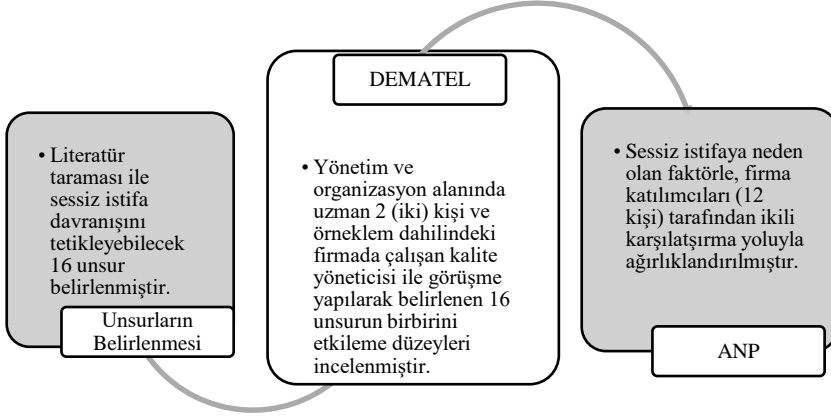 • Literatür
taraması ile
sessiz istifa
davranışını
tetikleyebilecek
16 unsur
belirlenmiştir.
Unsurların
Belirlenmesi
DEMATEL
• Yönetim ve
organizasyon alanında
uzman 2 (iki) kişi ve
örneklem dahilindeki
firmada çalışan kalite
yöneticisi ile görüşme
yapılarak belirlenen 16
unsurun birbirini
etkileme düzeyleri
incelenmiştir.
• Sessiz istifaya neden
olan faktörle, firma
katılımcıları (12
kişi) tarafından ikili
karşılatşırma yoluyla
ağırlıklandırılmıştır.
ANP